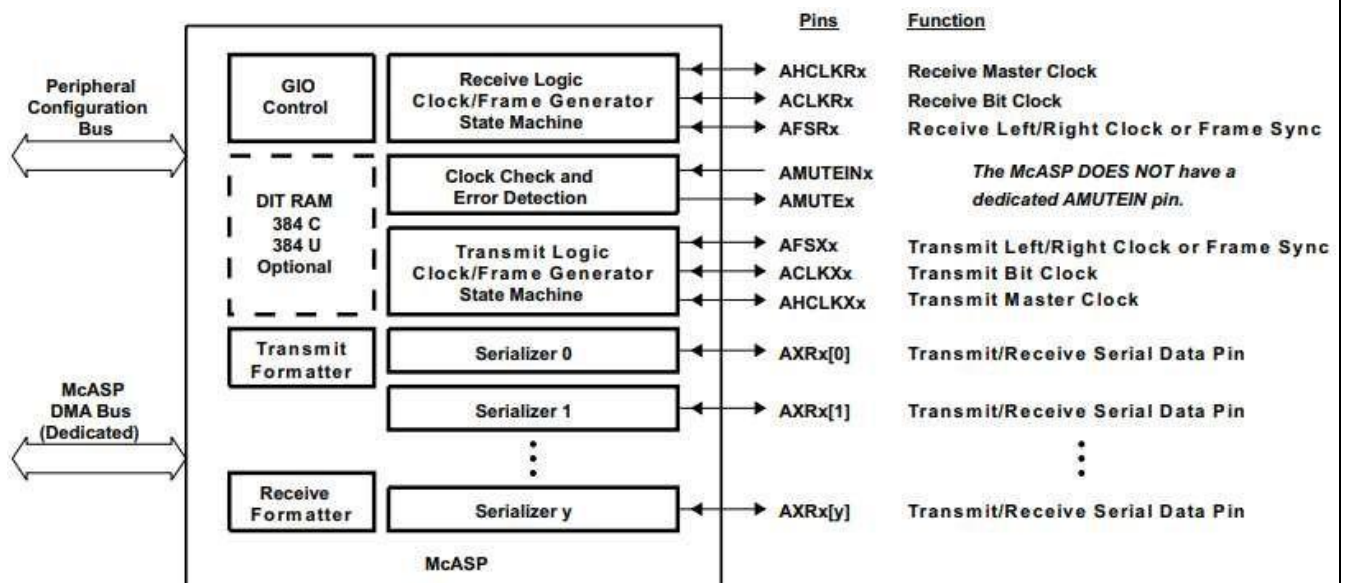 Pins Function
Peripheral
Configuration
Bus
GIO
Control
Receive Logic
Clock/Frame Generator
State Machine
AHCLKRx Receive Master Clock
ACLKRx Receive Bit Clock
AFSRx Receive Left/Right Clock or Frame Sync
DIT RAM
384 C
384 U
Optional
Clock Check and
Error Detection
AMUTEINx
AMUTEx
The McASP DOES NOT have a
dedicated AMUTEIN pin.
Transmit Logic
Clock/Frame Generator
State Machine
AFSXx Transmit Left/Right Clock or Frame Sync
ACLKXx Transmit Bit Clock
AHCLKXx Transmit Master Clock
Transmit
Formatter
Serializer 0
AXRx[0] Transmit/Receive Serial Data Pin
McASP
DMA Bus
(Dedicated)
Serializer 1
AXRx[1] Transmit/Receive Serial Data Pin
Receive
Formatter
Serializer y
AXRx[y] Transmit/Receive Serial Data Pin
McASP